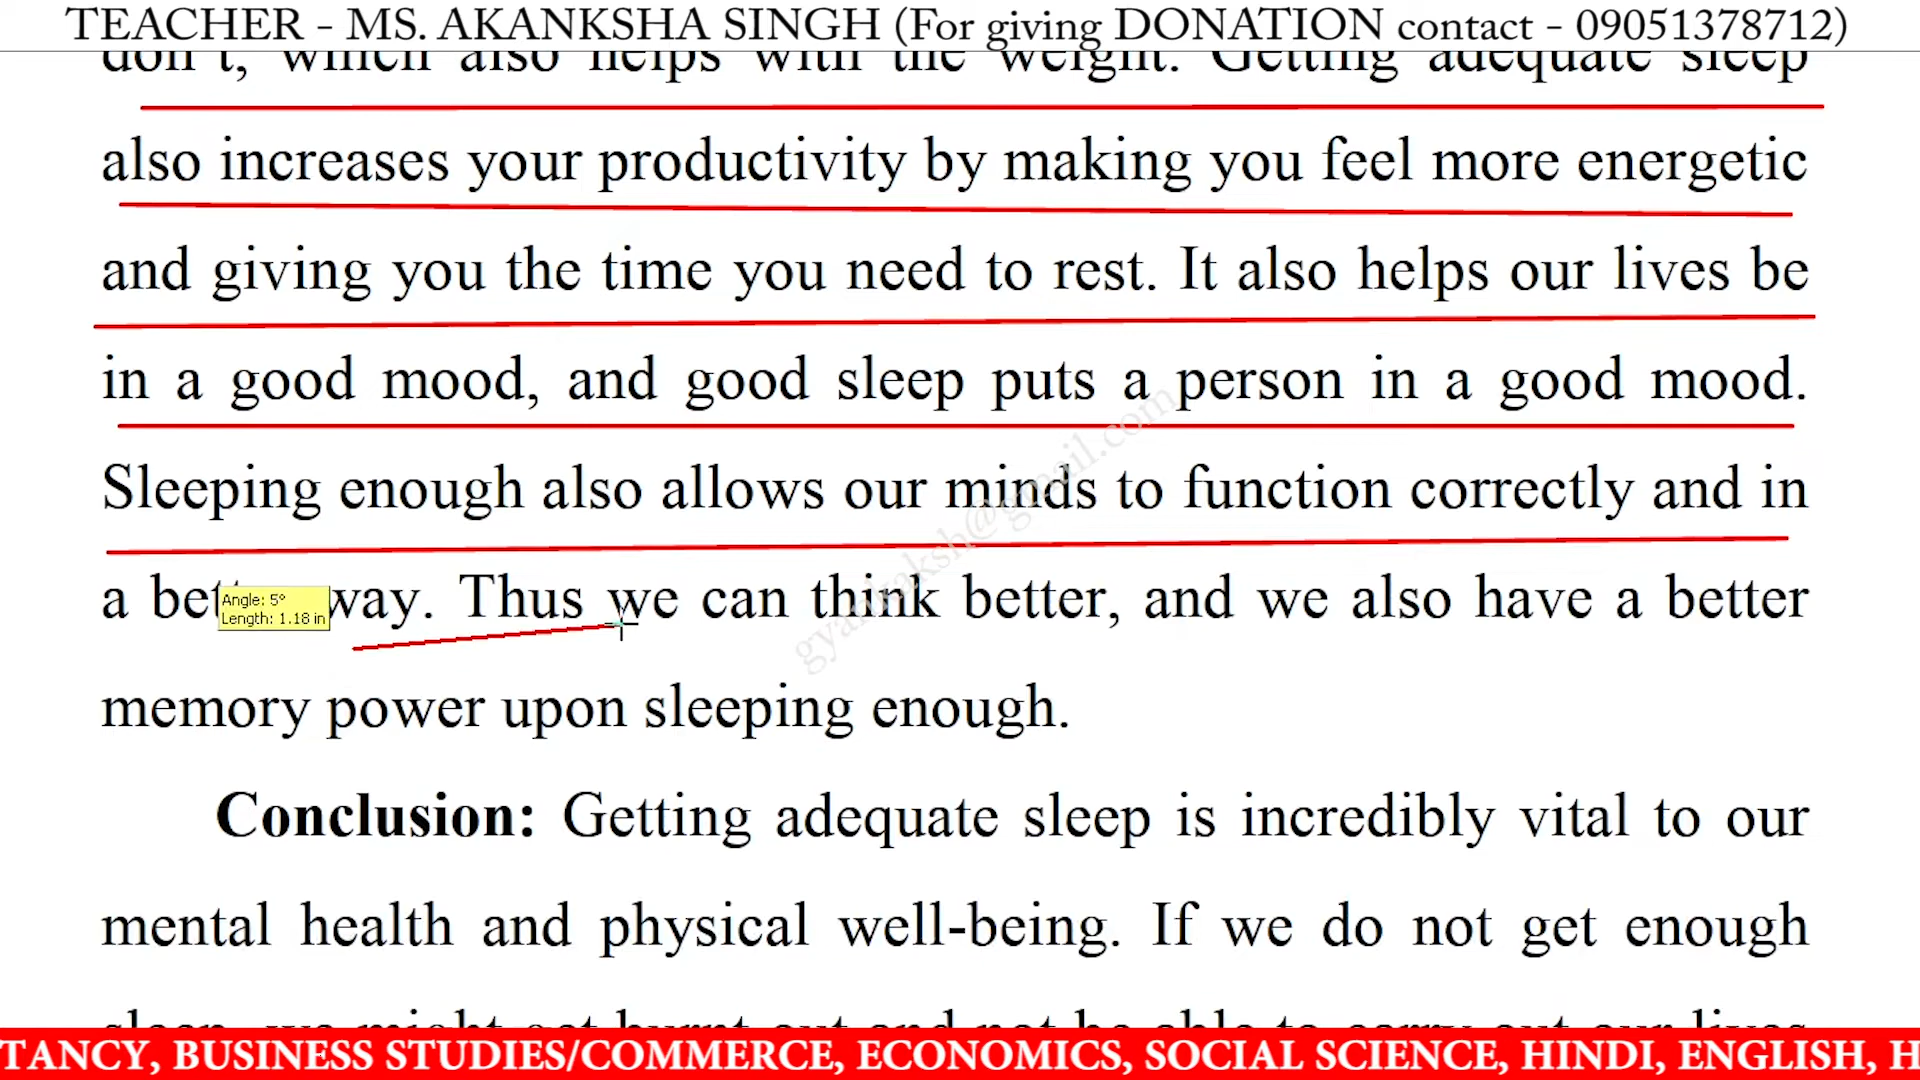 TEACHER - MS. AKANKSHA SINGH (For giving DONATION contact - 09051378712)
don't, which also helps with the weight. Getting adequate sleep
also increases your productivity by making you feel more energetic
and giving you the time you need to rest. It also helps our lives be
in a good mood, and good sleep puts a person in a good mood.
Sleeping enough also allows our minds to function correctly and in
a way. Thus we can think better, and we also have a better
Angle: 5°
Length: 1.18 in
gyankaksh@gmail.com
memory power upon sleeping enough.
Conclusion: Getting adequate sleep is incredibly vital to our
mental health and physical well-being. If we do not get enough
sleep, we might get burnt out and not be able to carry out our lives
TANCY, BUSINESS STUDIES/COMMERCE, ECONOMICS, SOCIAL SCIENCE, HINDI, ENGLISH, H